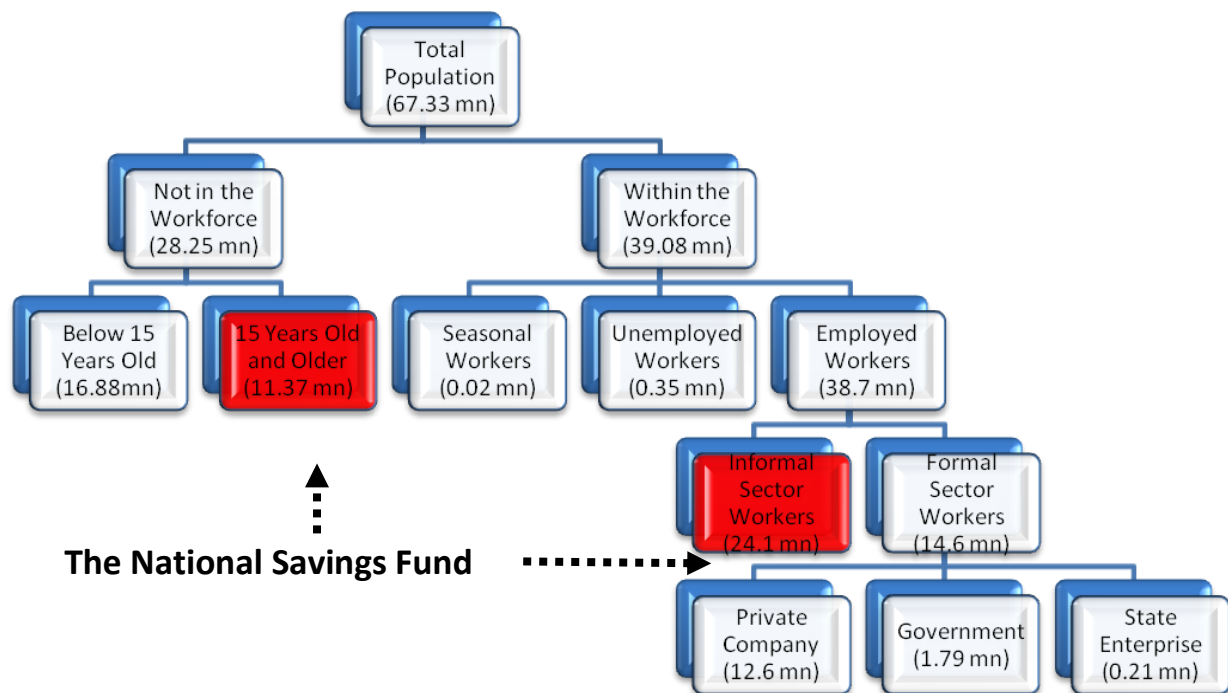 Total
Population
(67.33 mn)
Not in the
Workforce
(28.25 mn)
Within the
Workforce
(39.08 mn)
Below 15
Years Old
(16.88mn)
15 Years Old
and Older
(11.37 mn)
Seasonal
Workers
(0.02 mn)
Unemployed
Workers
(0.35 mn)
Employed
Workers
(38.7 mn)
Informal
Sector
Workers
(24.1 mn)
Formal
Sector
Workers
(14.6 mn)
The National Savings Fund
Private
Company
(12.6 mn)
Government
(1.79 mn)
State
Enterprise
(0.21 mn)